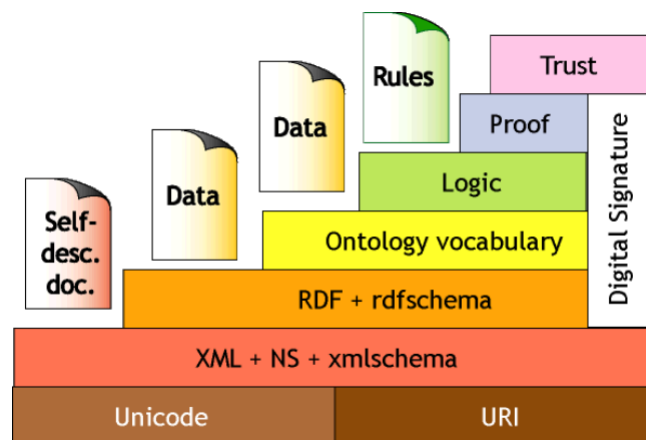 Rules
Trust
Data
Proof
Data
Logic
Self-
desc.
doc.
Ontology vocabulary
Digital Signature
RDF + rdfschema
XML + NS + xmlschema
Unicode
URI